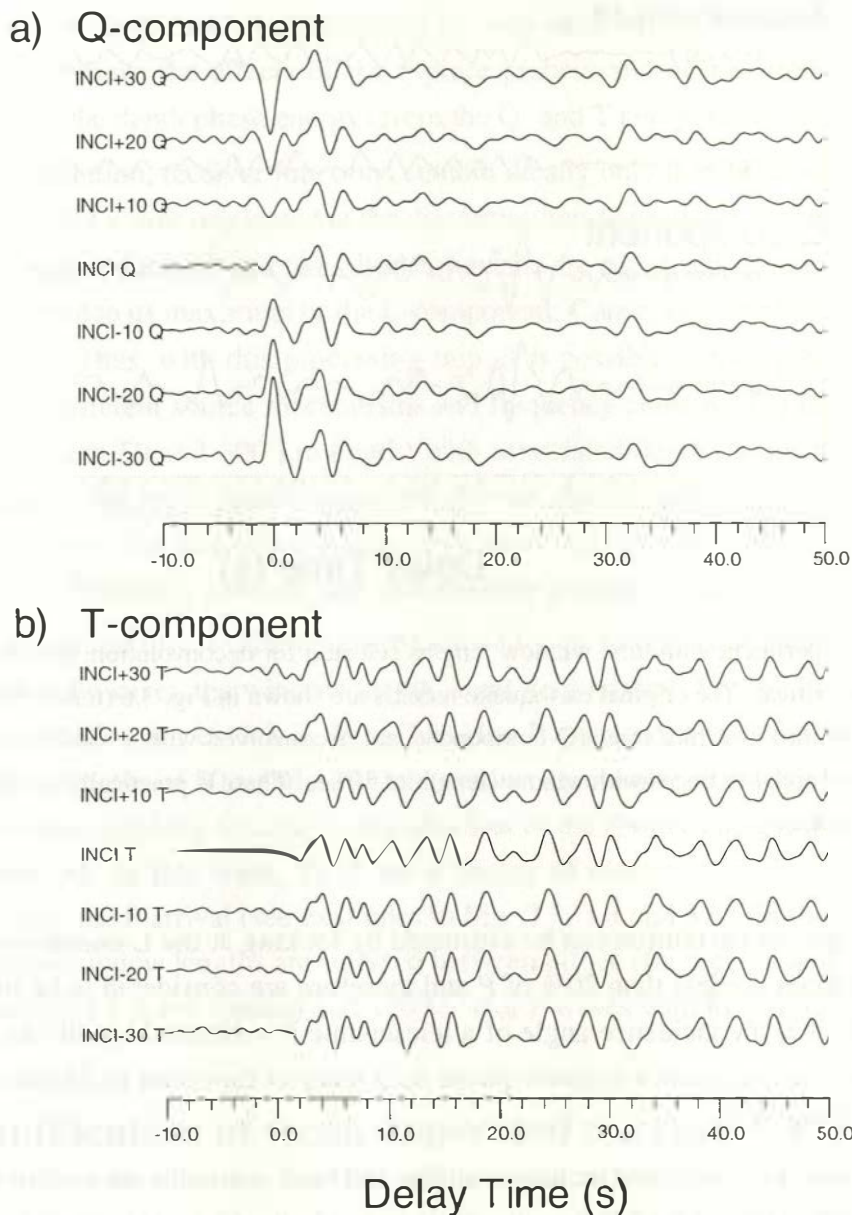 a) Q-component
INCI+30 Q
INCI+20 Q
INCI+10 Q
INCI Q
INCI-10 Q
INCI-20 Q
INCI-30 Q
-10.0 0.0 10.0 20.0 30.0 40.0 50.0
b) T-component
INCI+30 T
INCI+20 T
INCI+10 T
INCI T
INCI-10 T
INCI-20 T
INCI-30 T
-10.0 0.0 10.0 20.0 30.0 40.0 50.0
Delay Time (s)